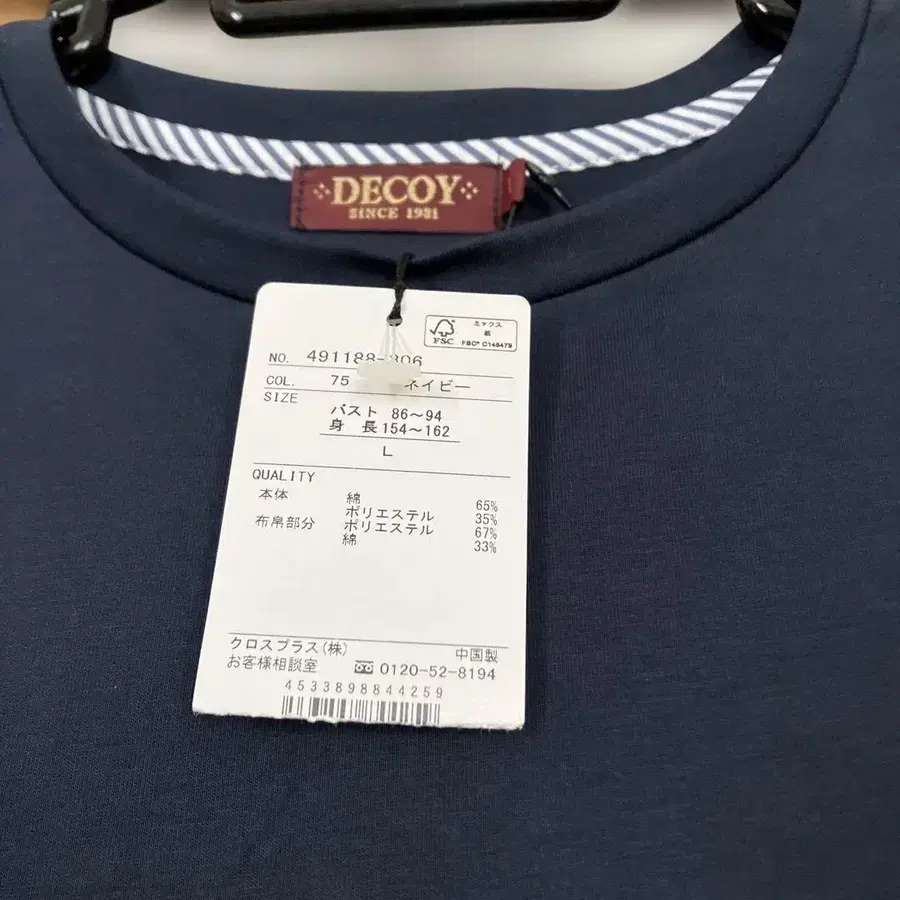 DECOY
SINCE 1981
ミックス
紙
FSC
FSC® C148479
NO. 491188-306
COL. 75 ネイビー
SIZE
バスト 86～94
身 長 154～162
L
QUALITY
本体 綿 65%
ポリエステル 35%
布帛部分 ポリエステル 67%
綿 33%
クロスプラス(株) 中国製
お客様相談室 0120-52-8194
4533898844259